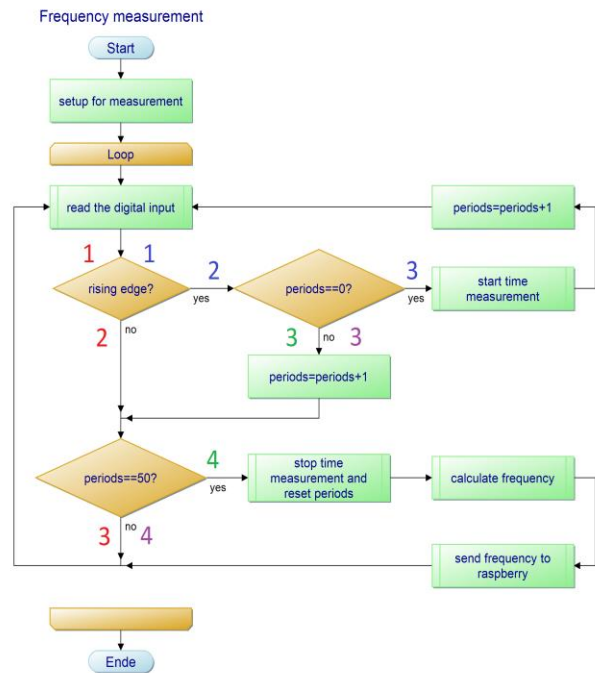 Frequency measurement
Start
setup for measurement
Loop
read the digital input
periods=periods+1
1
1
rising edge?
2
yes
periods==0?
3
yes
start time
measurement
2
no
3
no
3
periods=periods+1
periods==50?
4
yes
stop time
measurement and
reset periods
calculate frequency
3
no
4
send frequency to
raspberry
Ende